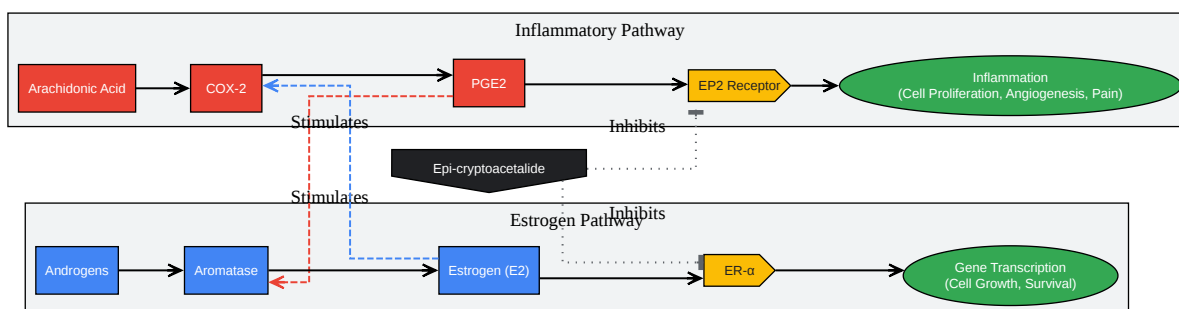 Inflammatory Pathway
Arachidonic Acid
COX-2
PGE2
EP2 Receptor
Inflammation
(Cell Proliferation, Angiogenesis, Pain)
Stimulates
Inhibits
Epi-cryptoacetalide
Stimulates
Inhibits
Estrogen Pathway
Androgens
Aromatase
Estrogen (E2)
ER-α
Gene Transcription
(Cell Growth, Survival)